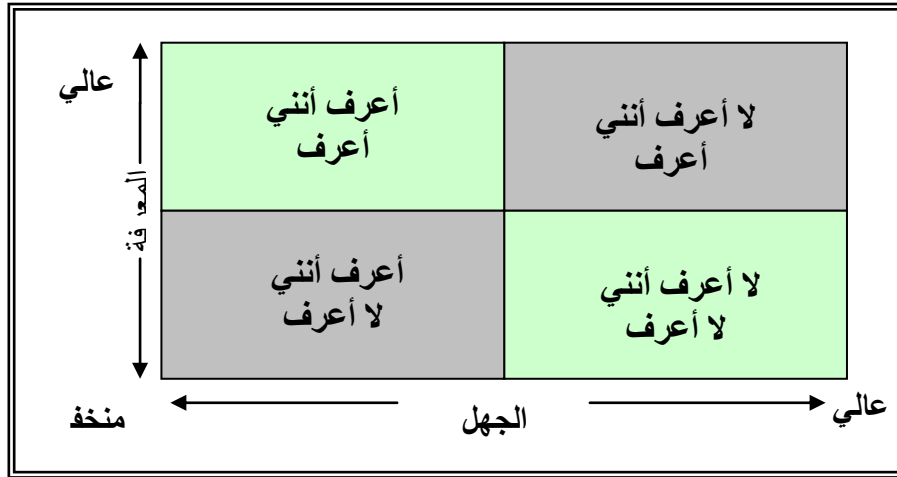 عالي
أعرف أنني
أعرف
لا أعرف أنني
أعرف
المعرفة
أعرف أنني
لا أعرف
لا أعرف أنني
لا أعرف
منخف
الجهل
عالي